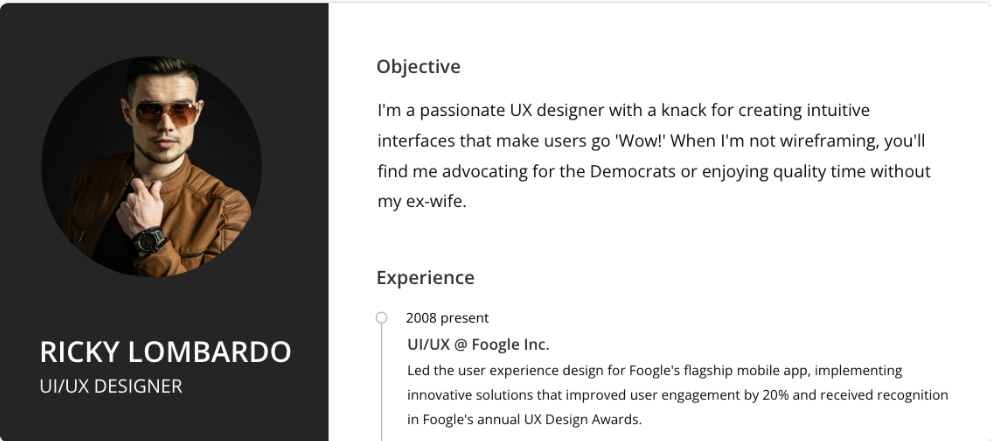 RICKY LOMBARDO
UI/UX DESIGNER
Objective
I'm a passionate UX designer with a knack for creating intuitive
interfaces that make users go 'Wow!' When I'm not wireframing, you'll
find me advocating for the Democrats or enjoying quality time without
my ex-wife.
Experience
2008 present
UI/UX @ Foogle Inc.
Led the user experience design for Foogle's flagship mobile app, implementing
innovative solutions that improved user engagement by 20% and received recognition
in Foogle's annual UX Design Awards.